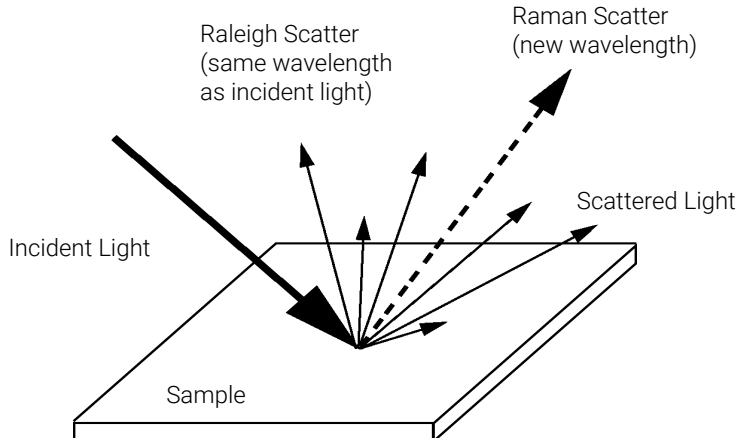 Raleigh Scatter
(same wavelength
as incident light)
Raman Scatter
(new wavelength)
Scattered Light
Incident Light
Sample